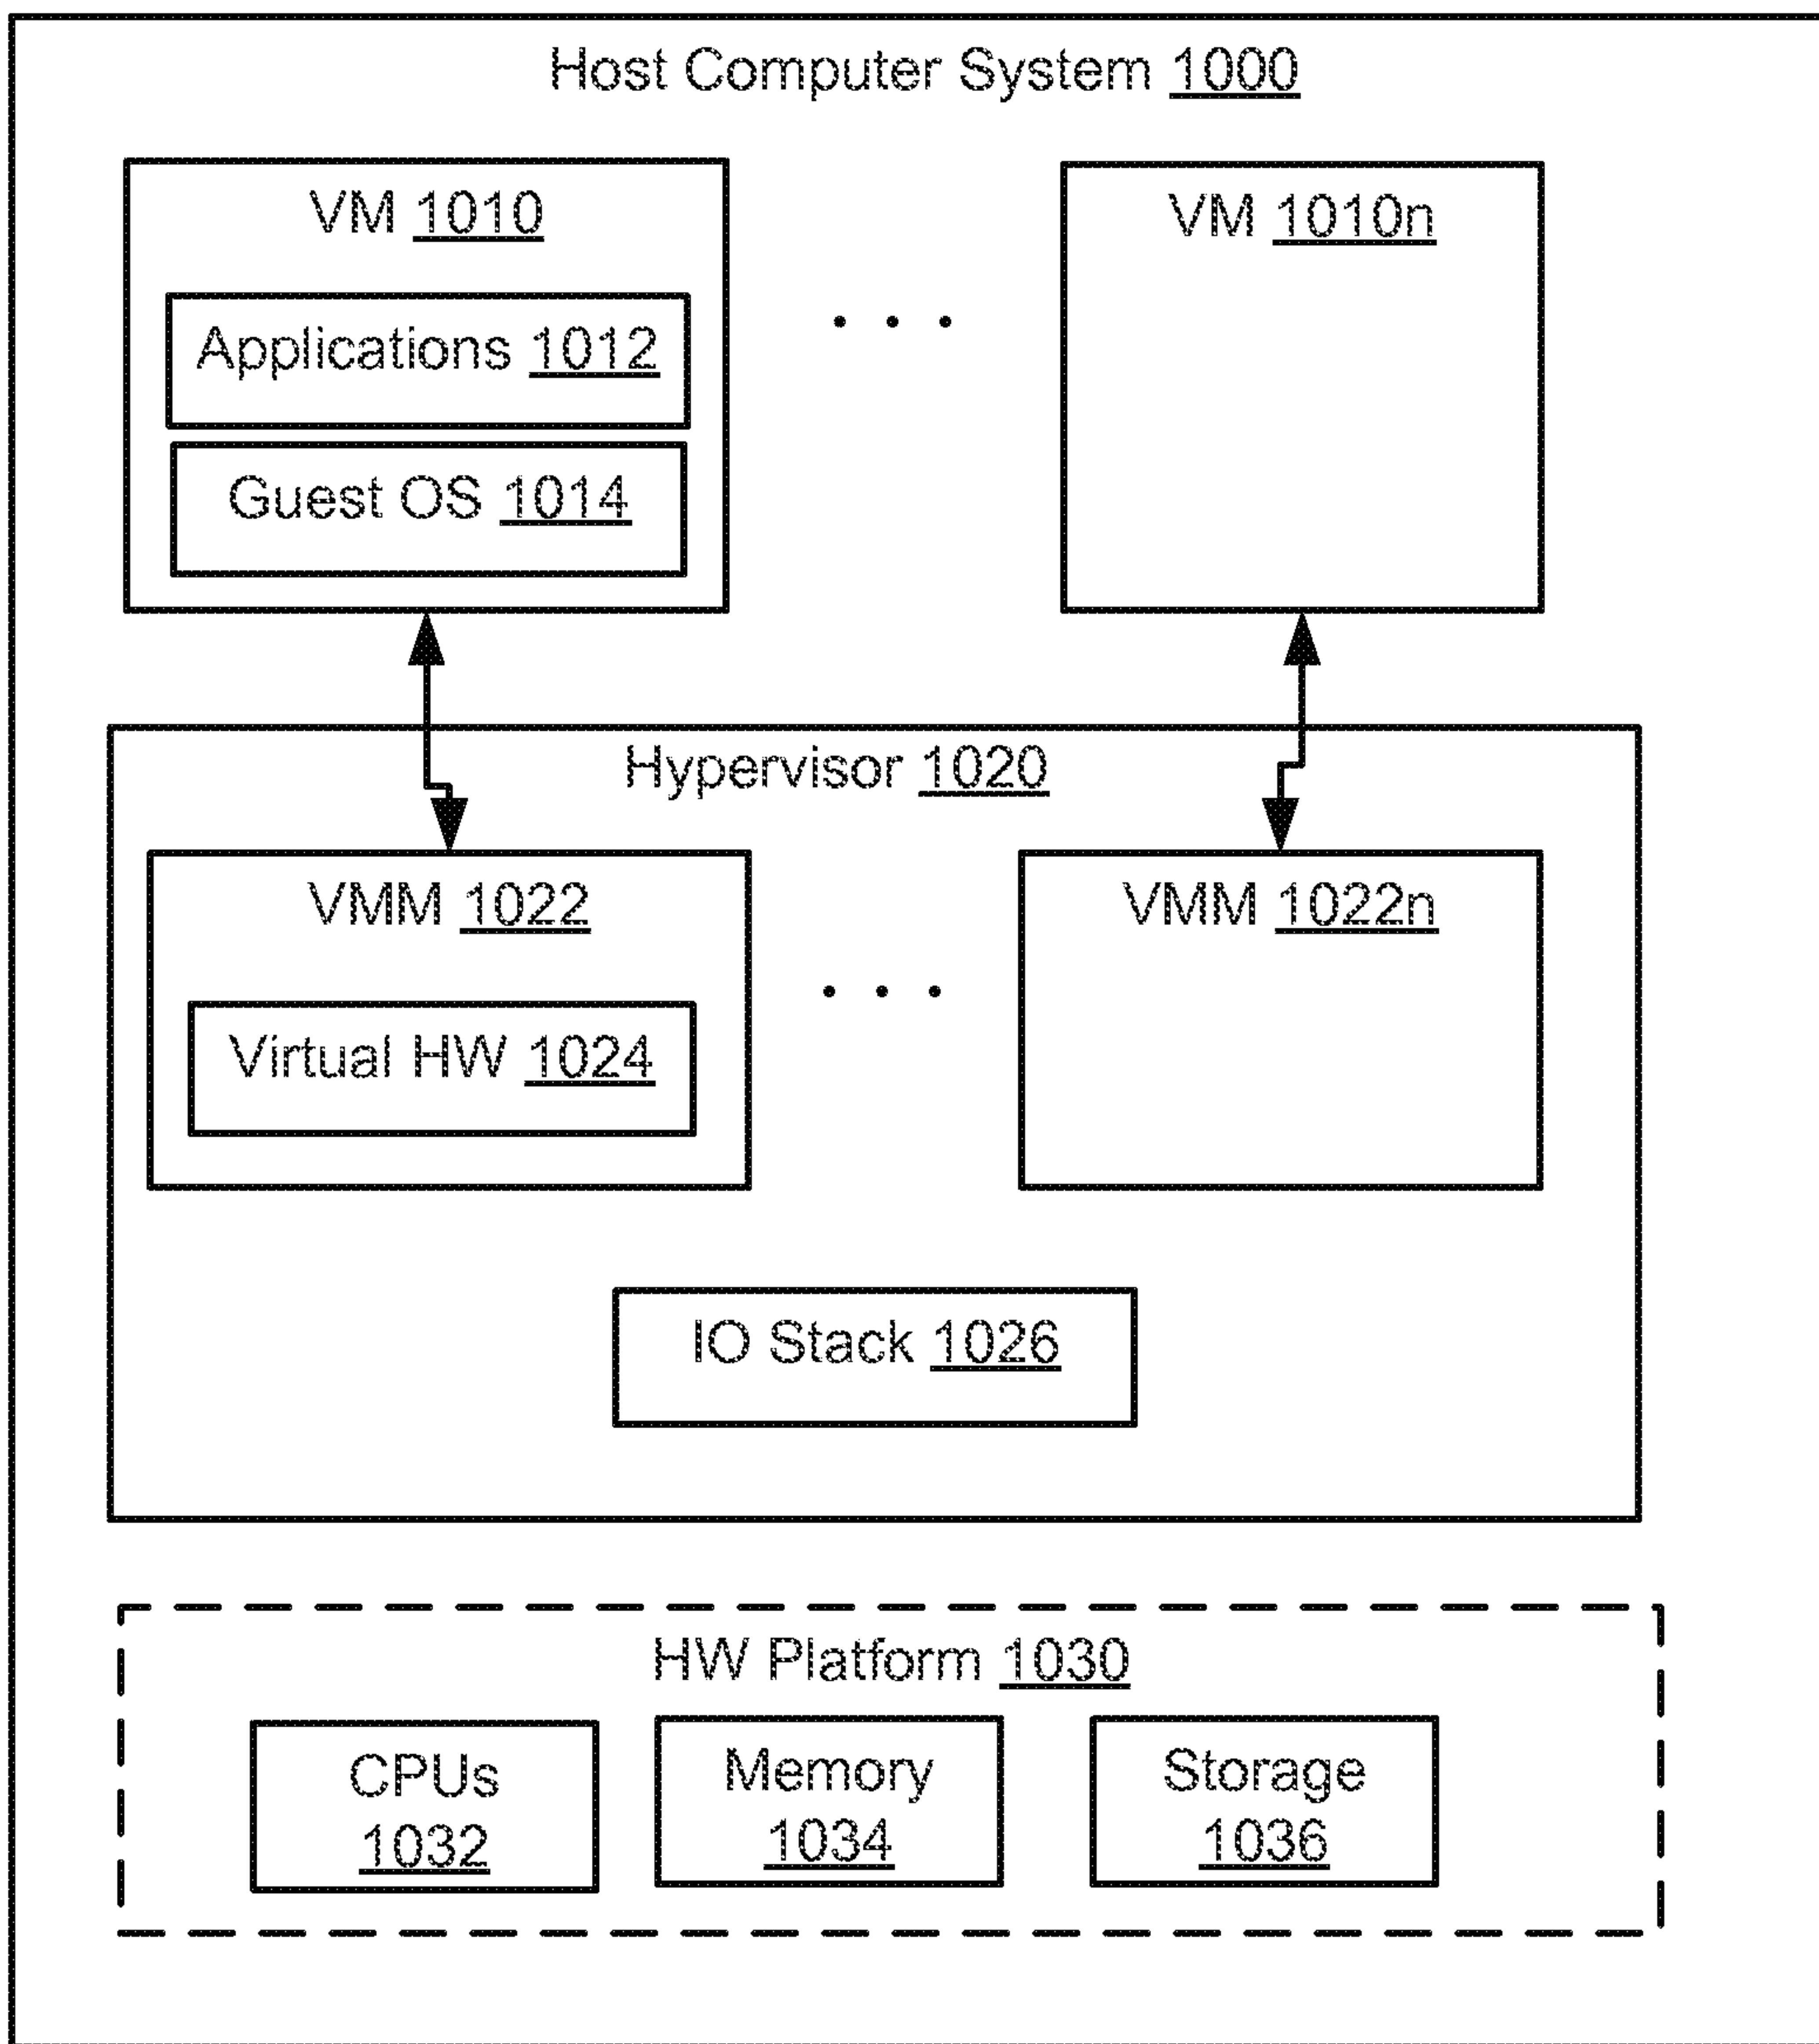 Host Computer System 1000
VM 1010
VM 1010n
Applications 1012
Guest OS 1014
. . .
Hypervisor 1020
VMM 1022
VMM 1022n
Virtual HW 1024
. . .
IO Stack 1026
HW Platform 1030
CPUs
1032
Memory
1034
Storage
1036